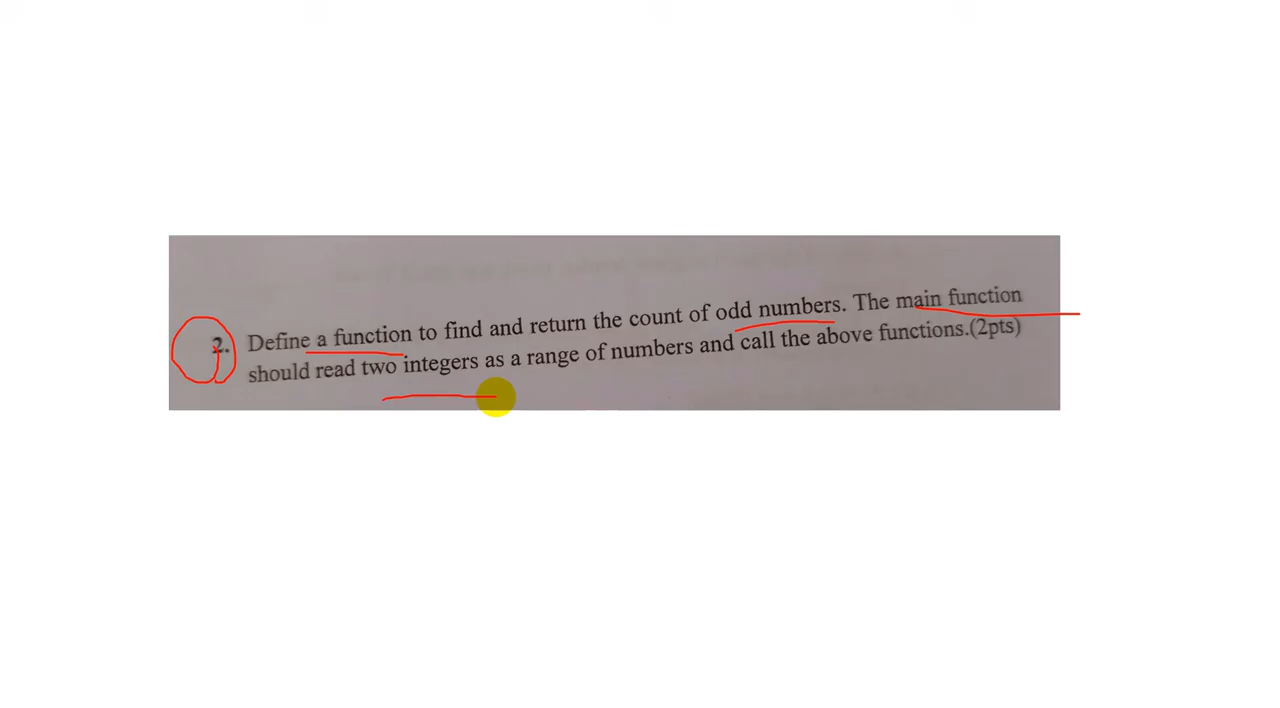 2. Define a function to find and return the count of odd numbers. The main function
should read two integers as a range of numbers and call the above functions.(2pts)